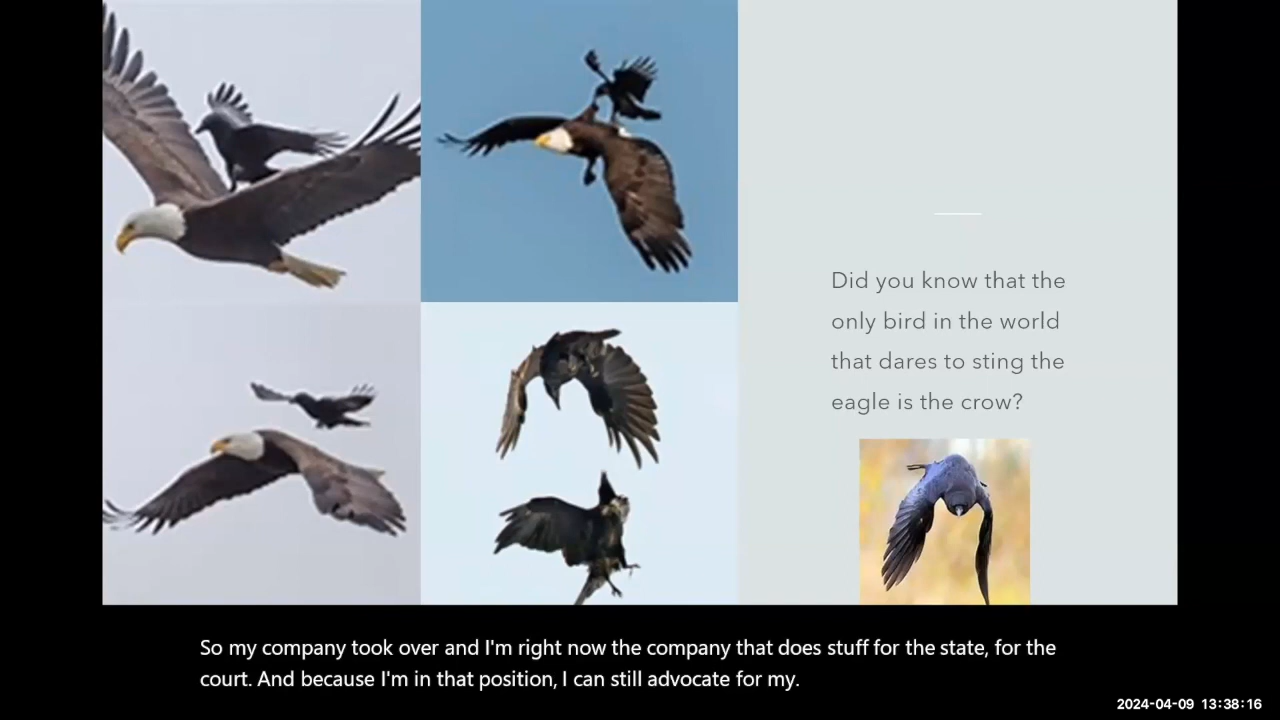 Did you know that the
only bird in the world
that dares to sting the
eagle is the crow?
So my company took over and I'm right now the company that does stuff for the state, for the
court. And because I'm in that position, I can still advocate for my.
2024-04-09 13:38:16